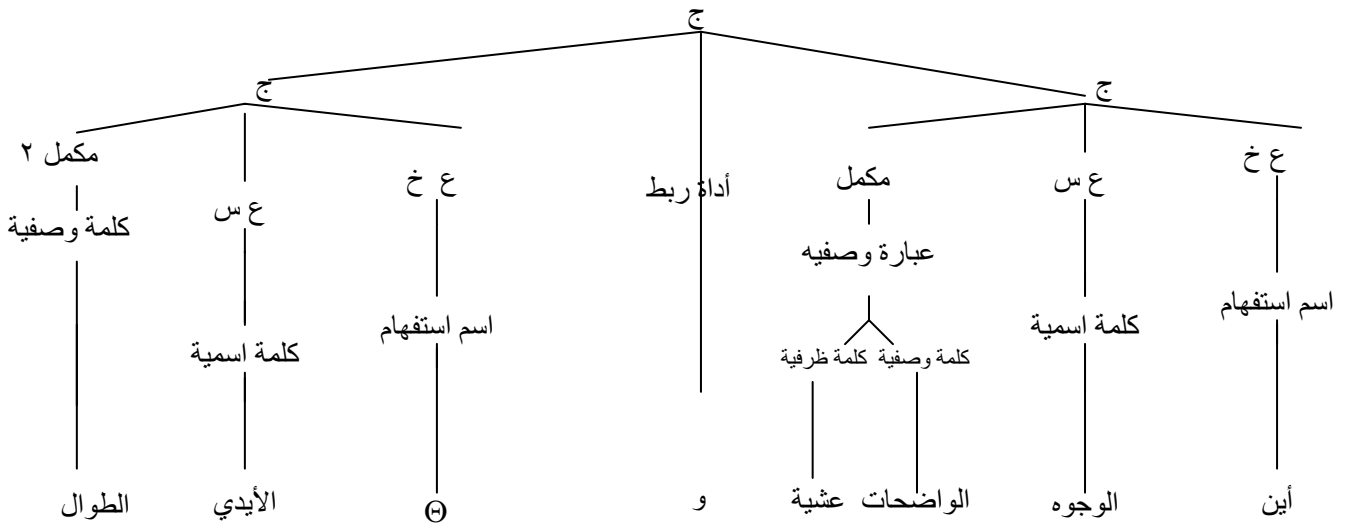 ج
ج ج
ع خ ع س مكمل أداة ربط ع خ ع س مكمل ٢
اسم استفهام كلمة اسمية عبارة وصفيه اسم استفهام كلمة اسمية كلمة وصفية
كلمة وصفية كلمة ظرفية
أين الوجوه الواضحات عشية و Θ الأيدي الطوال